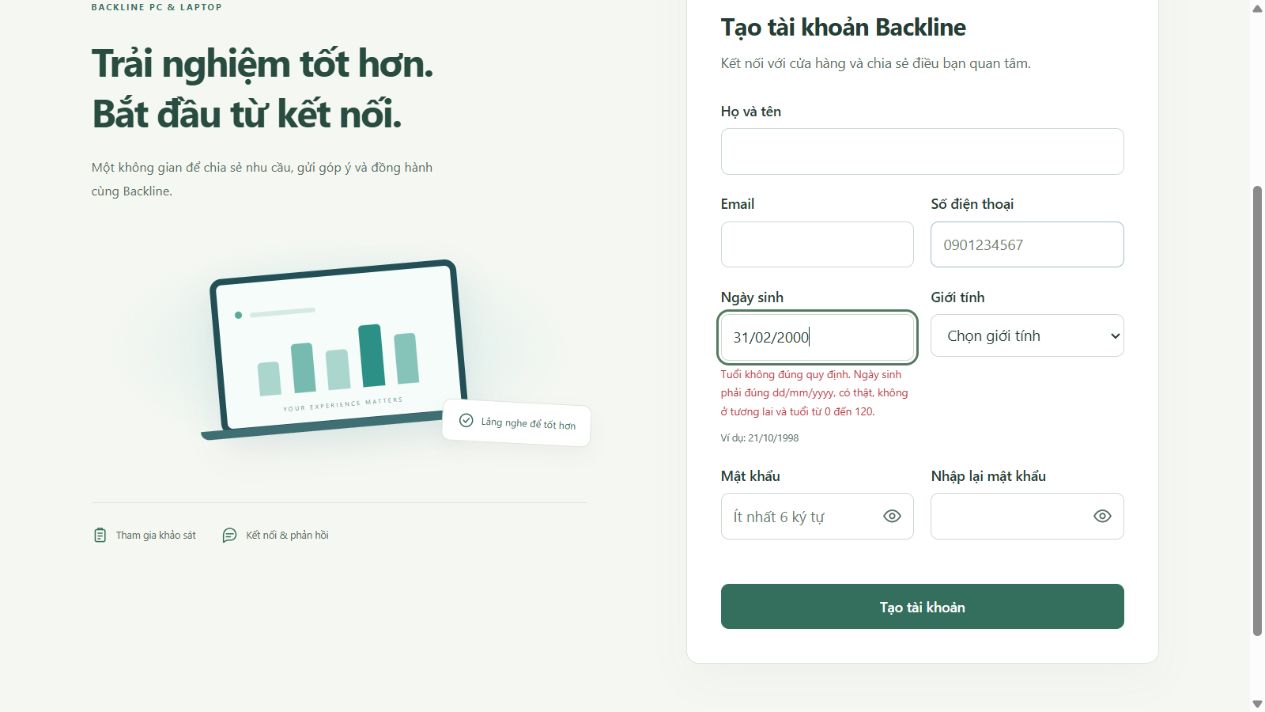 BACKLINE PC & LAPTOP
Trải nghiệm tốt hơn.
Bắt đầu từ kết nối.
Một không gian để chia sẻ nhu cầu, gửi góp ý và đồng hành
cùng Backline.
YOUR EXPERIENCE MATTERS
Lắng nghe để tốt hơn
Tham gia khảo sát
Kết nối & phản hồi
Tạo tài khoản Backline
Kết nối với cửa hàng và chia sẻ điều bạn quan tâm.
Họ và tên
Email
Số điện thoại
0901234567
Ngày sinh
Giới tính
31/02/2000
Chọn giới tính
Tuổi không đúng quy định. Ngày sinh
phải đúng dd/mm/yyyy, có thật, không
ở tương lai và tuổi từ 0 đến 120.
Ví dụ: 21/10/1998
Mật khẩu
Nhập lại mật khẩu
Ít nhất 6 ký tự
Tạo tài khoản